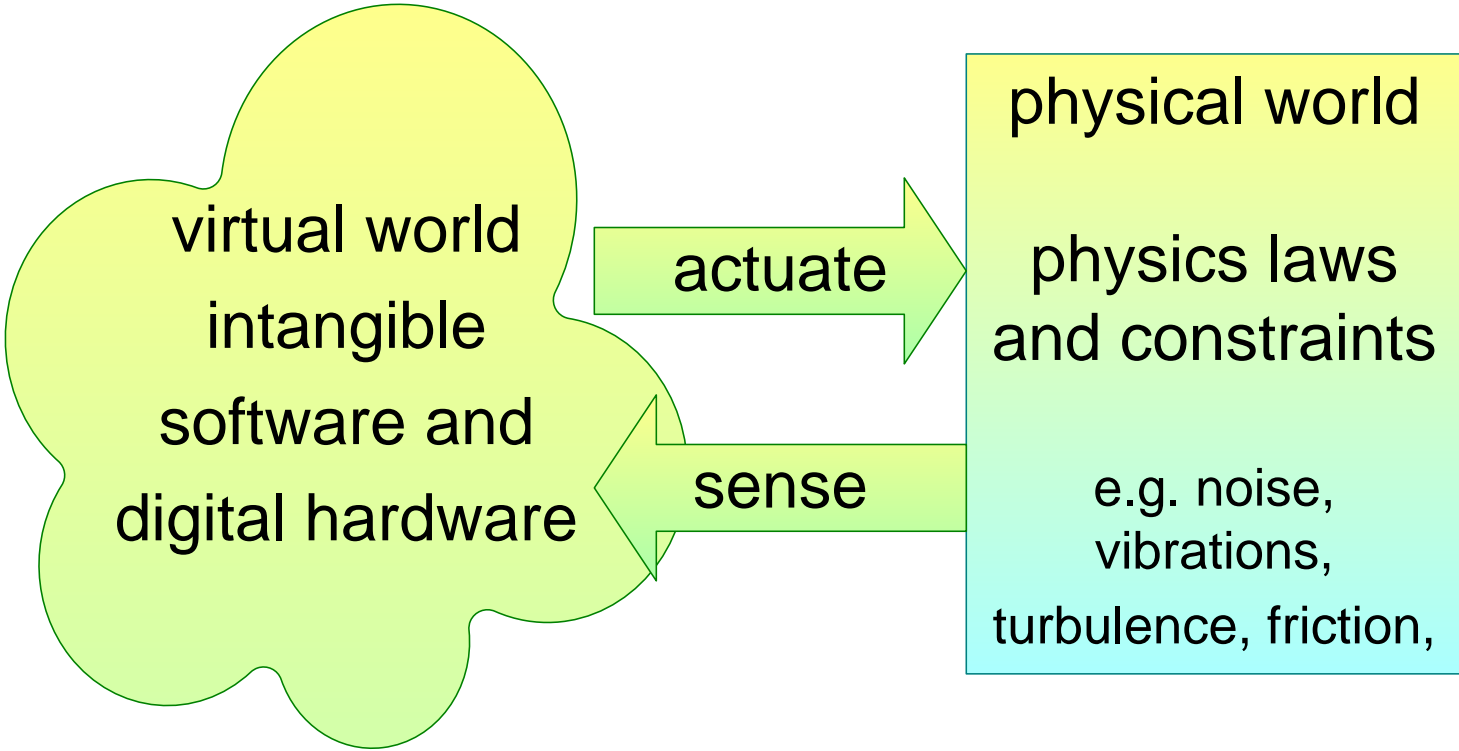 virtual world
intangible
software and
digital hardware
actuate
sense
physical world
physics laws
and constraints
e.g. noise,
vibrations,
turbulence, friction,